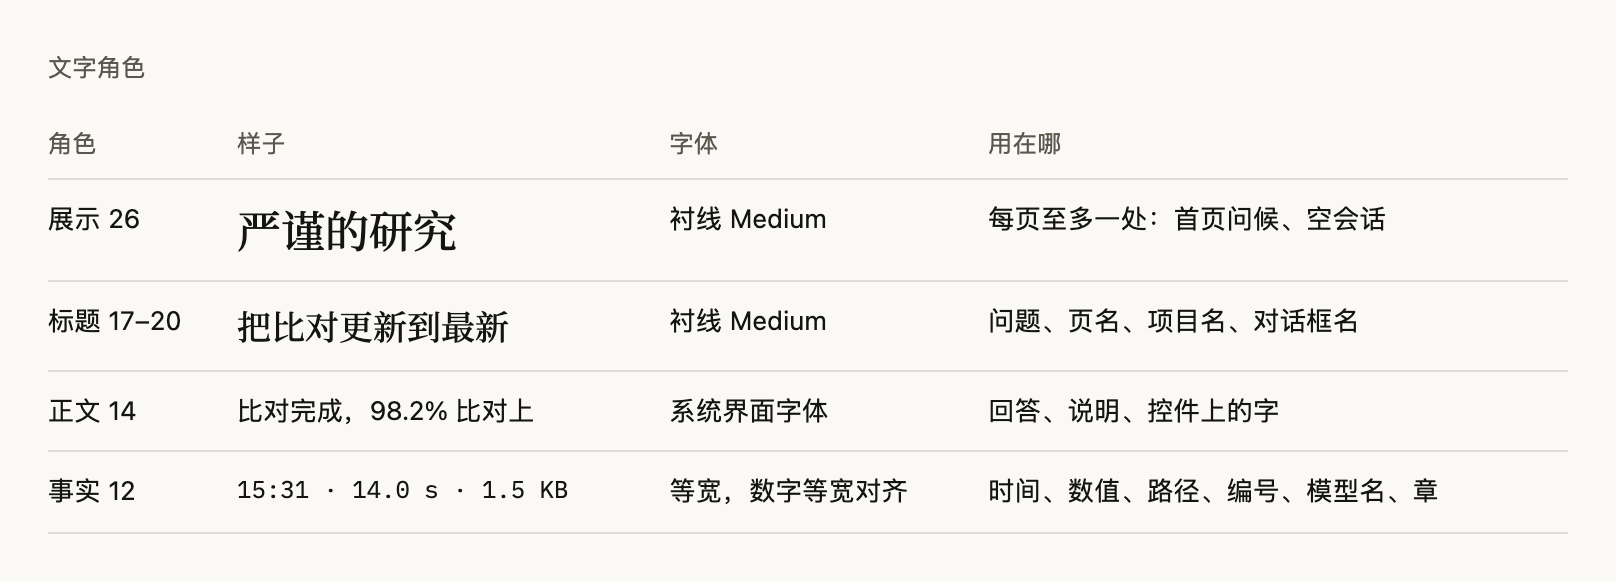 文字角色
角色 样子 字体 用在哪
展示 26 严谨的研究 衬线 Medium 每页至多一处：首页问候、空会话
标题 17–20 把比对更新到最新 衬线 Medium 问题、页名、项目名、对话框名
正文 14 比对完成，98.2% 比对上 系统界面字体 回答、说明、控件上的字
事实 12 15:31 · 14.0 s · 1.5 KB 等宽，数字等宽对齐 时间、数值、路径、编号、模型名、章